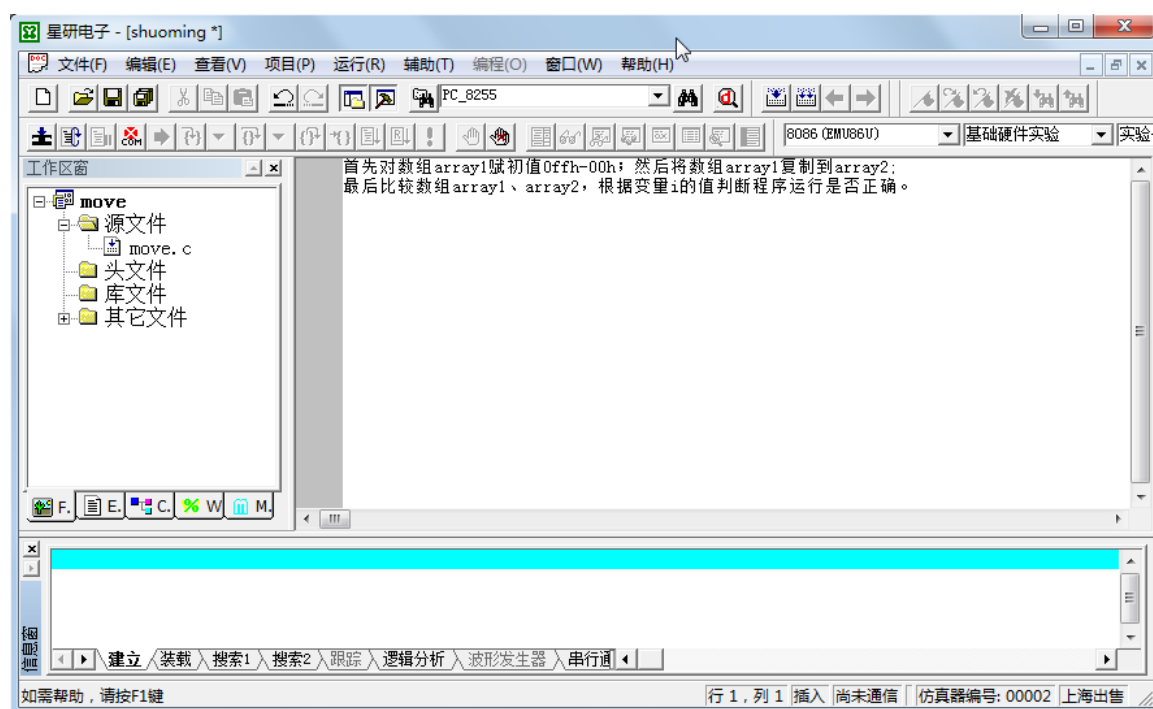 星研电子 - [shuoming *]
文件(F) 编辑(E) 查看(V) 项目(P) 运行(R) 辅助(T) 编程(O) 窗口(W) 帮助(H)
PC_8255
8086 (EMU86U) 基础硬件实验 实验
工作区窗
首先对数组array1赋初值0ffh-00h；然后将数组array1复制到array2;
最后比较数组array1、array2，根据变量i的值判断程序运行是否正确。
move
源文件
move.c
头文件
库文件
其它文件
F. E. C. W M.
信息窗
建立 装载 搜索1 搜索2 跟踪 逻辑分析 波形发生器 串行通
如需帮助，请按F1键 行 1，列 1 插入 尚未通信 仿真器编号: 00002 上海出售